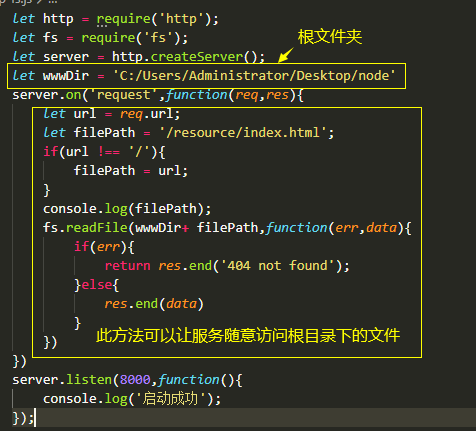 let http = require('http');
let fs = require('fs');
let server = http.createServer();
根文件夹
let wwwDir = 'C:/Users/Administrator/Desktop/node'
server.on('request',function(req,res){
let url = req.url;
let filePath = '/resource/index.html';
if(url !== '/'){
filePath = url;
}
console.log(filePath);
fs.readFile(wwwDir+ filePath,function(err,data){
if(err){
return res.end('404 not found');
}else{
res.end(data)
}
})
此方法可以让服务随意访问根目录下的文件
})
server.listen(8000,function(){
console.log('启动成功');
});